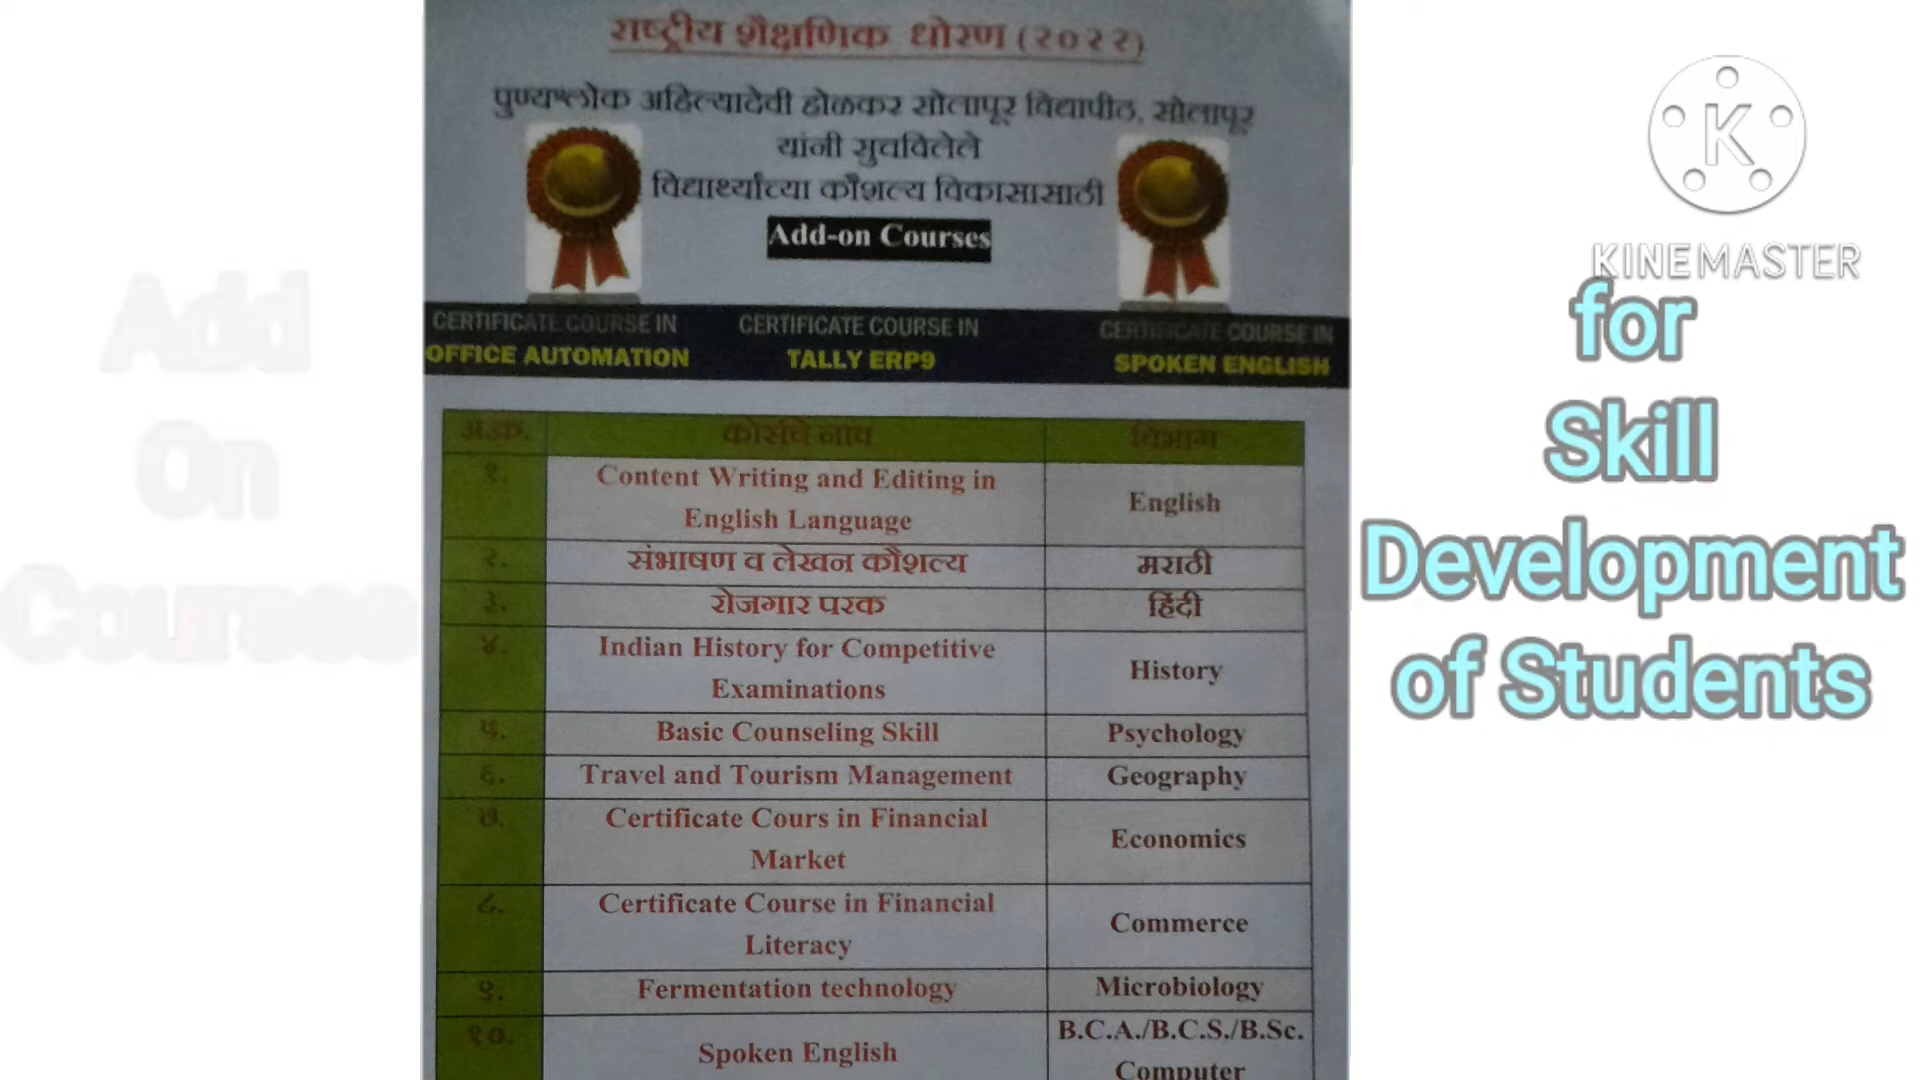 राष्ट्रीय शैक्षणिक धोरण (२०२२)
पुण्यश्लोक अहिल्यादेवी होळकर सोलापूर विद्यापीठ, सोलापूर
यांनी सुचविलेले
विद्यार्थ्यांच्या कौशल्य विकासासाठी
Add-on Courses
CERTIFICATE COURSE IN
OFFICE AUTOMATION
CERTIFICATE COURSE IN
TALLY ERP9
CERTIFICATE COURSE IN
SPOKEN ENGLISH
अ.क्र. कोर्सचे नाव विभाग
१. Content Writing and Editing in
English Language English
२. संभाषण व लेखन कौशल्य मराठी
३. रोजगार परक हिंदी
४. Indian History for Competitive
Examinations History
५. Basic Counseling Skill Psychology
६. Travel and Tourism Management Geography
७. Certificate Cours in Financial
Market Economics
८. Certificate Course in Financial
Literacy Commerce
९. Fermentation technology Microbiology
१०. Spoken English B.C.A./B.C.S./B.Sc.
Computer
Add
On
Courses
KINEMASTER
for
Skill
Development
of Students